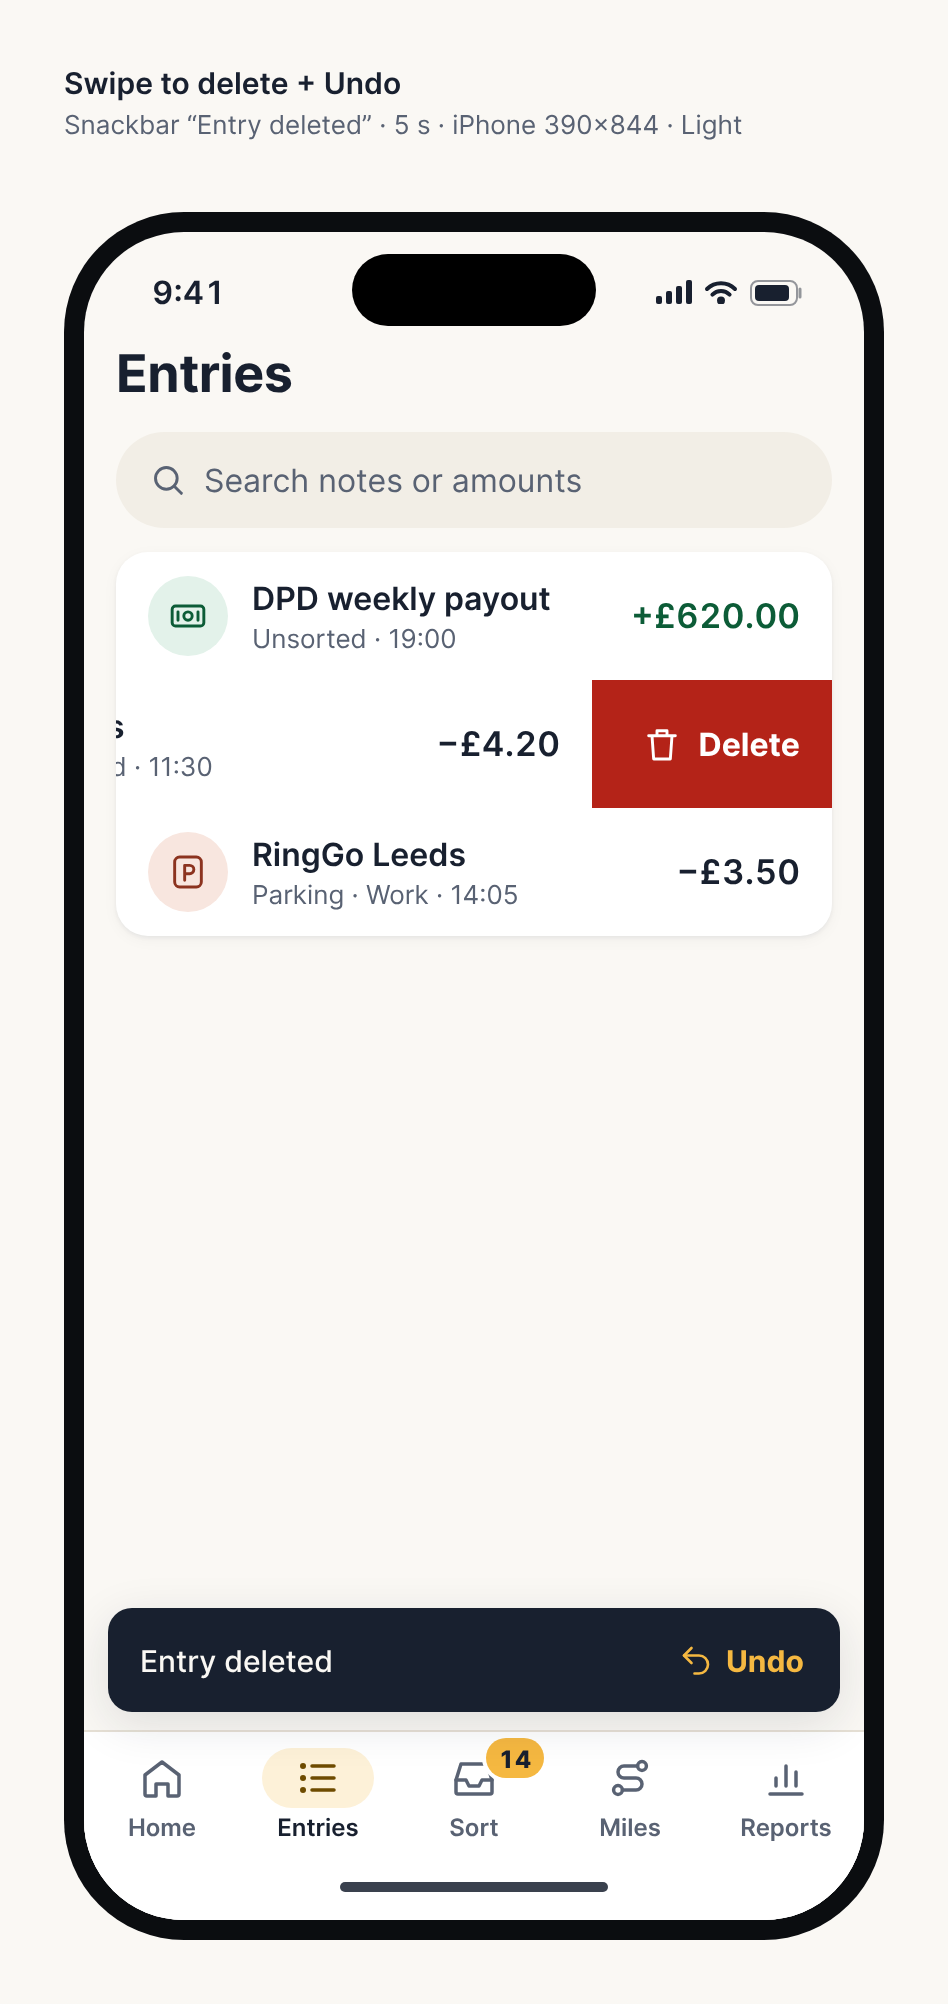 Swipe to delete + Undo
Snackbar “Entry deleted” · 5 s · iPhone 390×844 · Light
9:41
Entries
Search notes or amounts
DPD weekly payout
+£620.00
Unsorted · 19:00
s
−£4.20
Delete
d · 11:30
RingGo Leeds
−£3.50
Parking · Work · 14:05
Entry deleted
Undo
14
Home
Entries
Sort
Miles
Reports